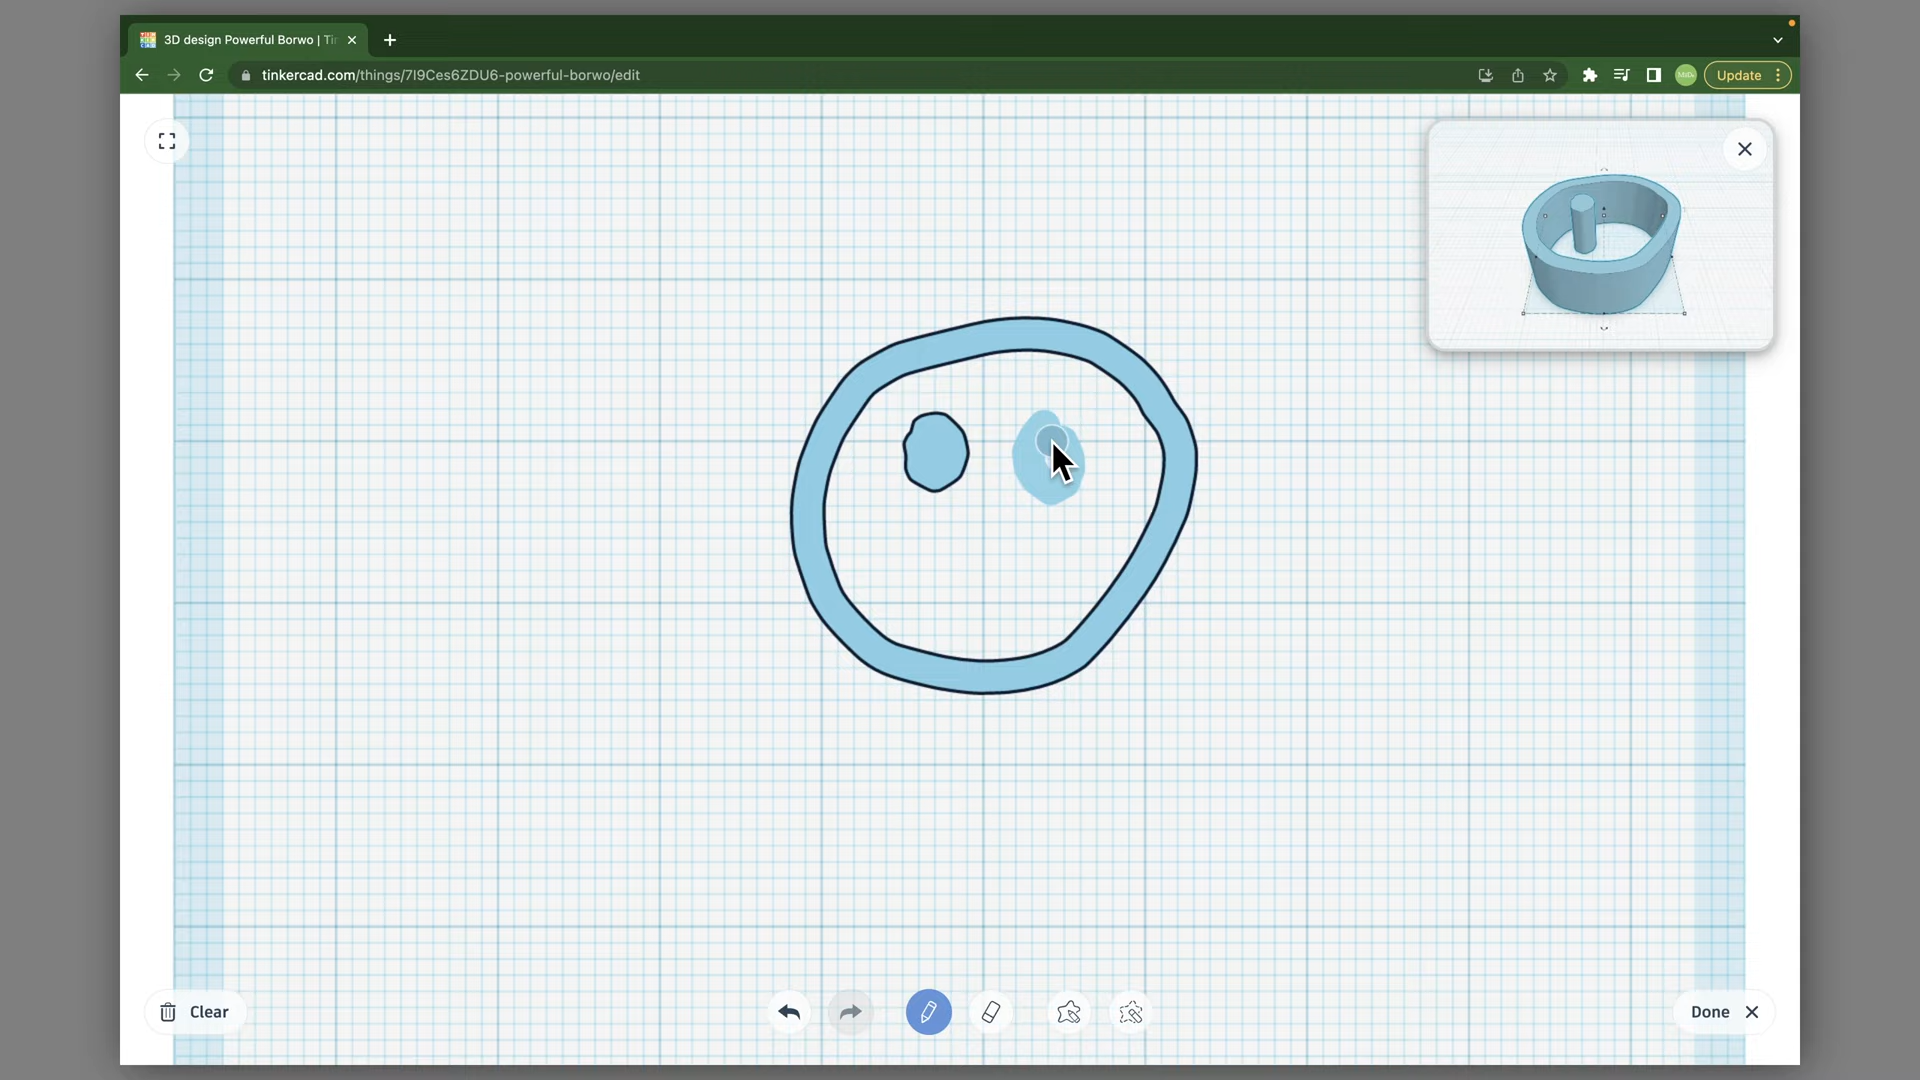 3D design Powerful Borwo | Ti
tinkercad.com/things/7I9Ces6ZDU6-powerful-borwo/edit
Update
Clear
Done